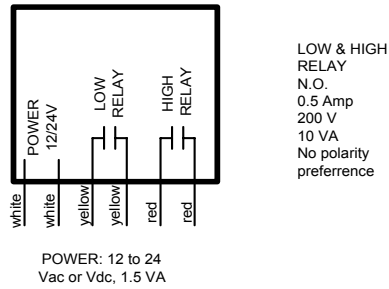 POWER
12/24V
LOW
RELAY
HIGH
RELAY
white
white
yellow
yellow
red
red
POWER: 12 to 24
Vac or Vdc, 1.5 VA
LOW & HIGH
RELAY
N.O.
0.5 Amp
200 V
10 VA
No polarity
preferrence